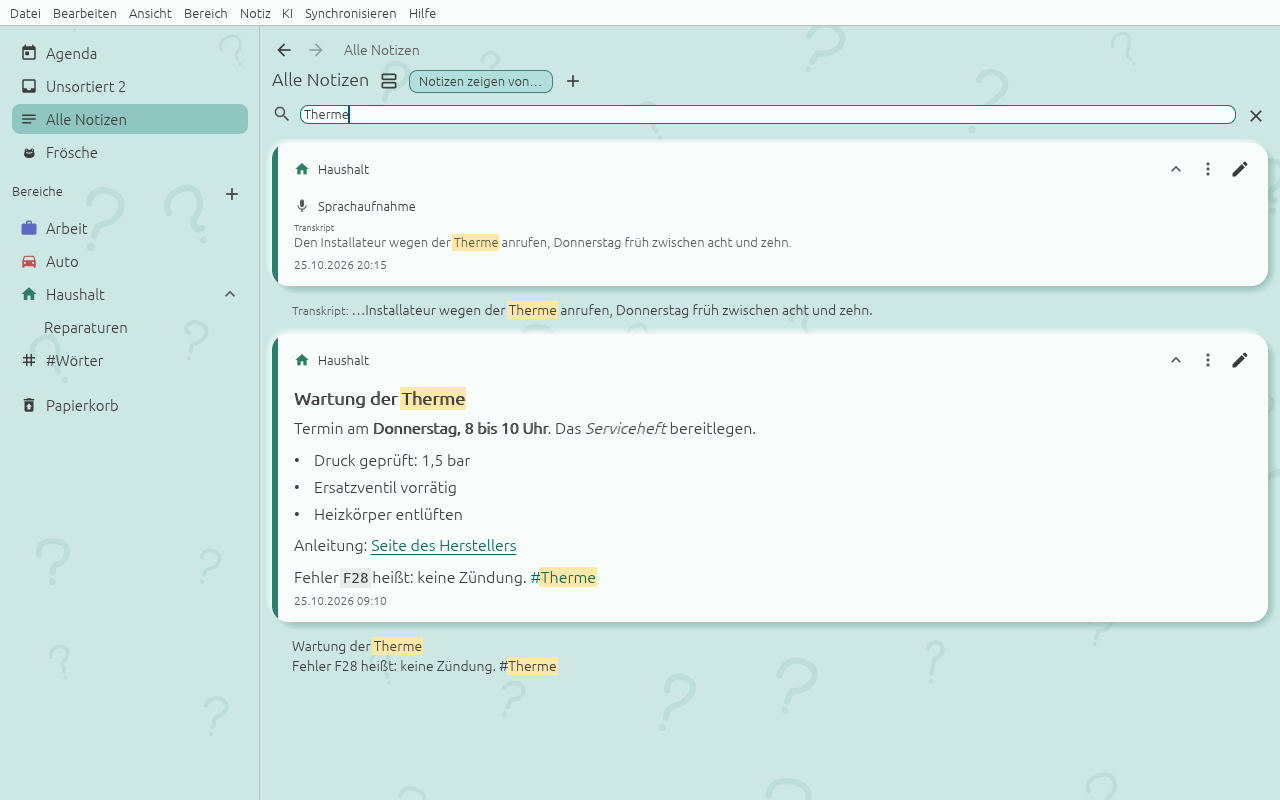 Datei Bearbeiten Ansicht Bereich Notiz KI Synchronisieren Hilfe
Agenda
Unsortiert 2
Alle Notizen
Frösche
Bereiche
Arbeit
Auto
Haushalt
Reparaturen
#Wörter
Papierkorb
Alle Notizen
Alle Notizen Notizen zeigen von…
Therme
Haushalt
Sprachaufnahme
Transkript
Den Installateur wegen der Therme anrufen, Donnerstag früh zwischen acht und zehn.
25.10.2026 20:15
Transkript: …Installateur wegen der Therme anrufen, Donnerstag früh zwischen acht und zehn.
Haushalt
Wartung der Therme
Termin am Donnerstag, 8 bis 10 Uhr. Das Serviceheft bereitlegen.
• Druck geprüft: 1,5 bar
• Ersatzventil vorrätig
• Heizkörper entlüften
Anleitung: Seite des Herstellers
Fehler F28 heißt: keine Zündung. #Therme
25.10.2026 09:10
Wartung der Therme
Fehler F28 heißt: keine Zündung. #Therme